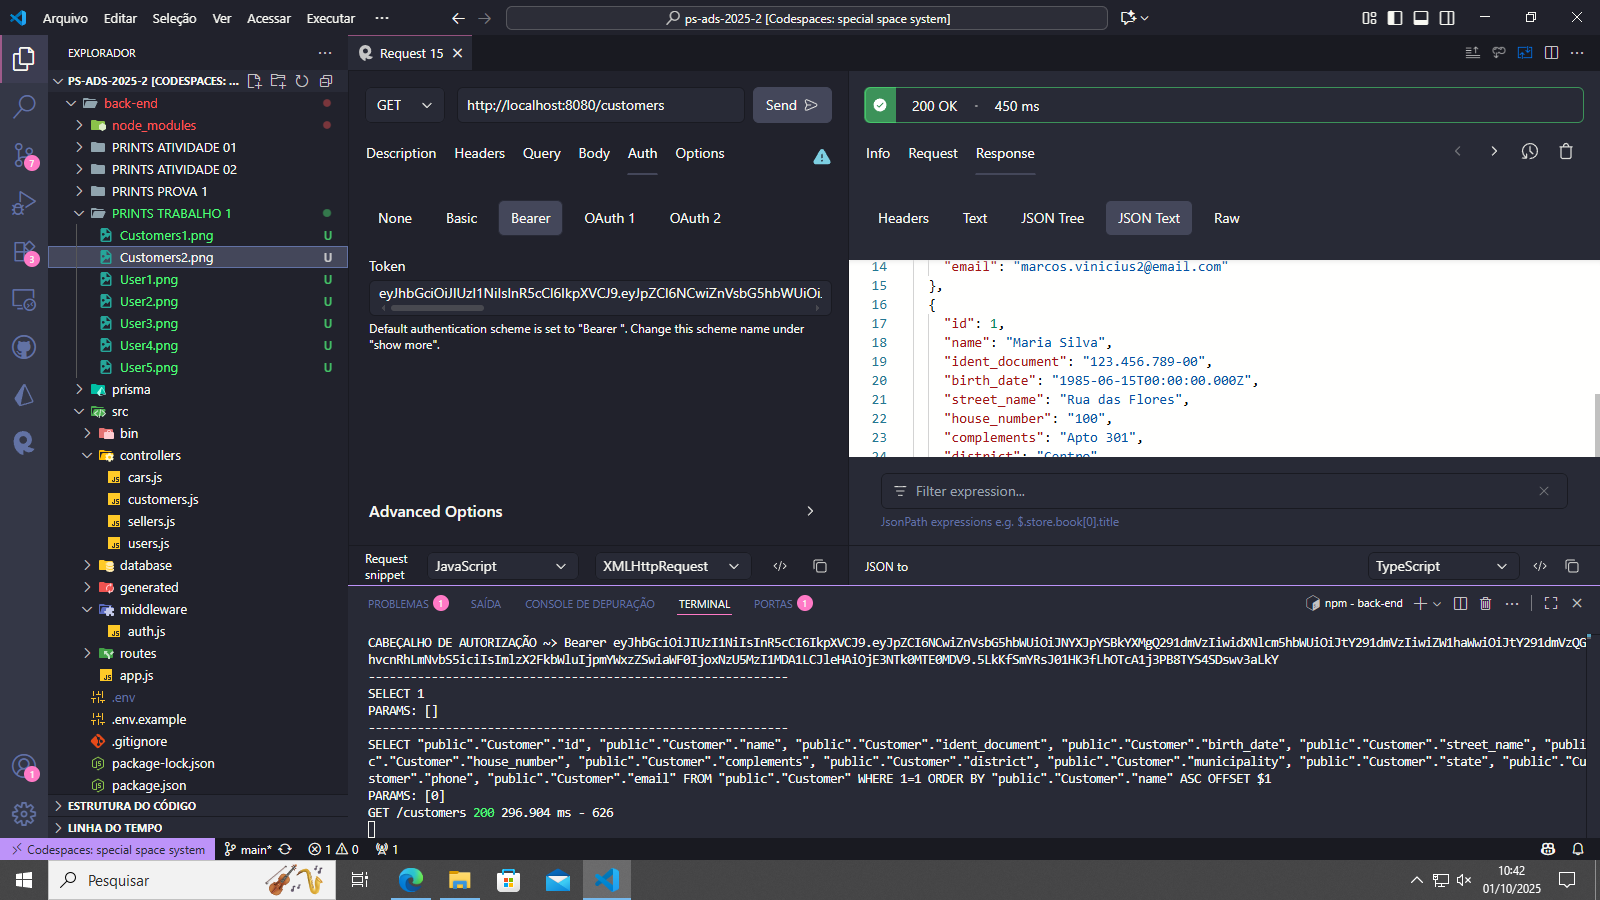 Arquivo Editar Seleção Ver Acessar Executar ···
ps-ads-2025-2 [Codespaces: special space system]
EXPLORADOR ···
PS-ADS-2025-2 [CODESPACES: ...
back-end
node_modules
PRINTS ATIVIDADE 01
PRINTS ATIVIDADE 02
PRINTS PROVA 1
PRINTS TRABALHO 1
Customers1.png U
Customers2.png U
User1.png U
User2.png U
User3.png U
User4.png U
User5.png U
prisma
src
bin
controllers
JS cars.js
JS customers.js
JS sellers.js
JS users.js
database
generated
middleware
JS auth.js
routes
JS app.js
.env
.env.example
.gitignore
package-lock.json
package.json
ESTRUTURA DO CÓDIGO
LINHA DO TEMPO
7
3
1
Request 15
GET
http://localhost:8080/customers
Send
Description Headers Query Body Auth Options
None Basic Bearer OAuth 1 OAuth 2
Token
Default authentication scheme is set to "Bearer ". Change this scheme name under
"show more".
Advanced Options
Request
snippet
JavaScript
XMLHttpRequest
200 OK - 450 ms
Info Request Response
Headers Text JSON Tree JSON Text Raw
14 "email": "marcos.vinicius2@email.com"
15 },
16 {
17 "id": 1,
18 "name": "Maria Silva",
19 "ident_document": "123.456.789-00",
20 "birth_date": "1985-06-15T00:00:00.000Z",
21 "street_name": "Rua das Flores",
22 "house_number": "100",
23 "complements": "Apto 301",
24 "district": "Centro",
Filter expression...
JsonPath expressions e.g. $.store.book[0].title
JSON to
TypeScript
PROBLEMAS 1 SAÍDA CONSOLE DE DEPURAÇÃO TERMINAL PORTAS 1
npm - back-end
CABEÇALHO DE AUTORIZAÇÃO ~> Bearer
------------------------------------------------------------
SELECT 1
PARAMS: []
------------------------------------------------------------
SELECT "public"."Customer"."id", "public"."Customer"."name", "public"."Customer"."ident_document", "public"."Customer"."birth_date", "public"."Customer"."street_name", "publi
c"."Customer"."house_number", "public"."Customer"."complements", "public"."Customer"."district", "public"."Customer"."municipality", "public"."Customer"."state", "public"."Cu
stomer"."phone", "public"."Customer"."email" FROM "public"."Customer" WHERE 1=1 ORDER BY "public"."Customer"."name" ASC OFFSET $1
PARAMS: [0]
GET /customers 200 296.904 ms - 626
Codespaces: special space system
main*
1 0
1
Pesquisar
10:42
01/10/2025